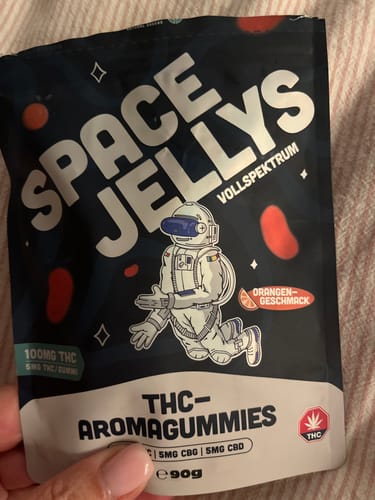 SPACE
JELLYS
VOLLSPEKTRUM
ORANGEN-
GESCHMACK
100MG THC
5MG THC/GUMMI
THC-
AROMAGUMMIES
| 5MG CBG | 5MG CBD
THC
℮90g